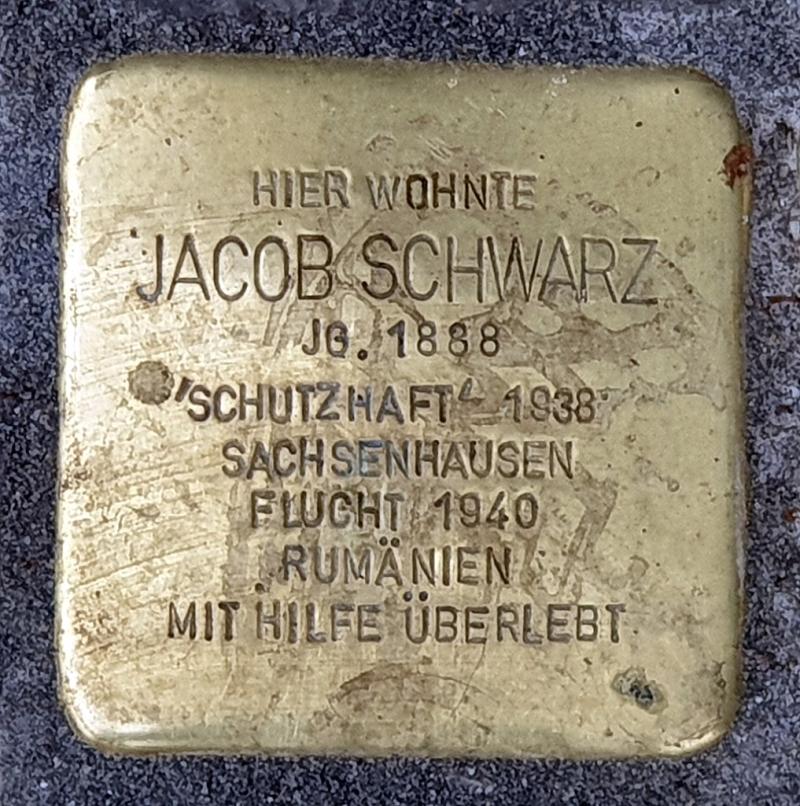 HIER WOHNTE
JACOB SCHWARZ
JG. 1888
"SCHUTZHAFT" 1938
SACHSENHAUSEN
FLUCHT 1940
RUMÄNIEN
MIT HILFE ÜBERLEBT